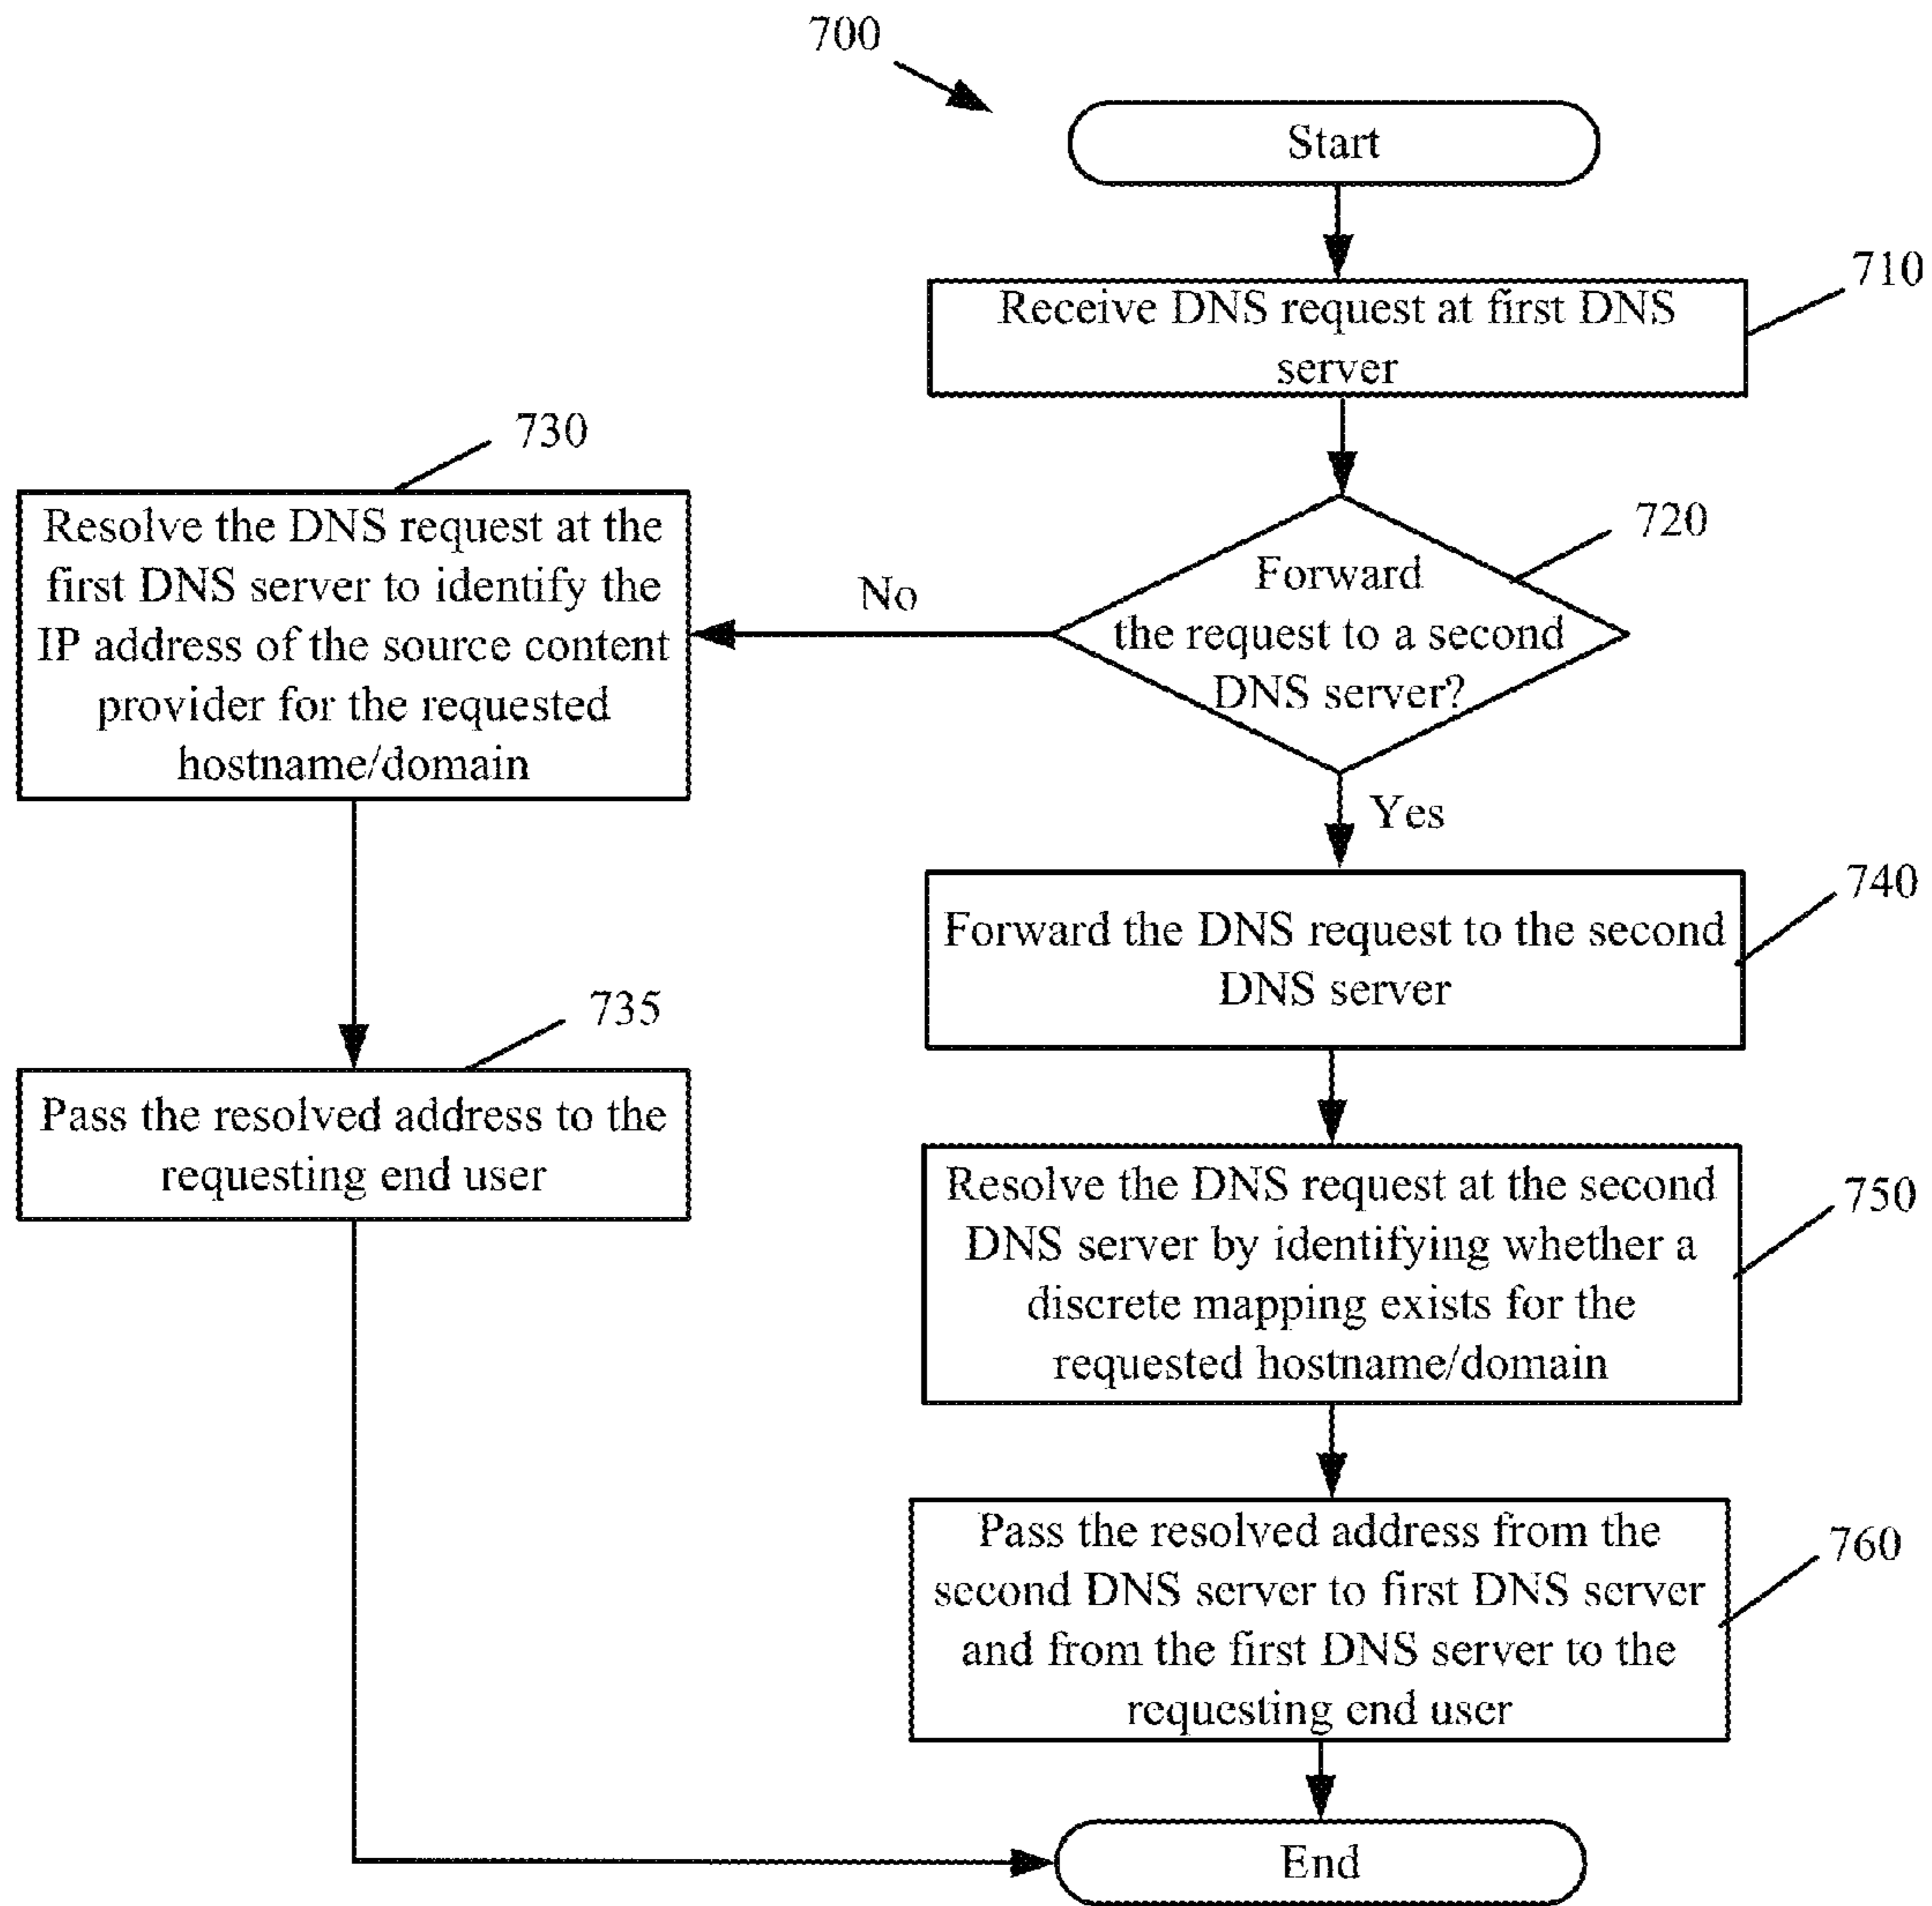 700
Start
710
Receive DNS request at first DNS
server
720
Forward
the request to a second
DNS server?
No
Yes
730
Resolve the DNS request at the
first DNS server to identify the
IP address of the source content
provider for the requested
hostname/domain
735
Pass the resolved address to the
requesting end user
740
Forward the DNS request to the second
DNS server
750
Resolve the DNS request at the second
DNS server by identifying whether a
discrete mapping exists for the
requested hostname/domain
760
Pass the resolved address from the
second DNS server to first DNS server
and from the first DNS server to the
requesting end user
End